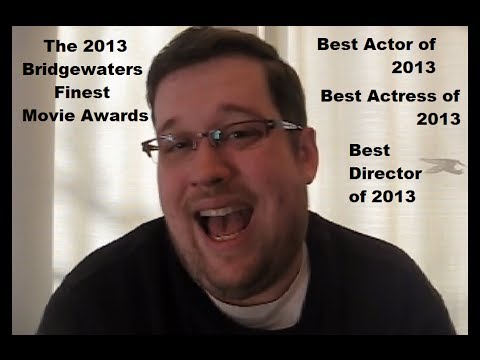 The 2013
Bridgewaters
Finest
Movie Awards
Best Actor of
2013
Best Actress of
2013
Best
Director
of 2013